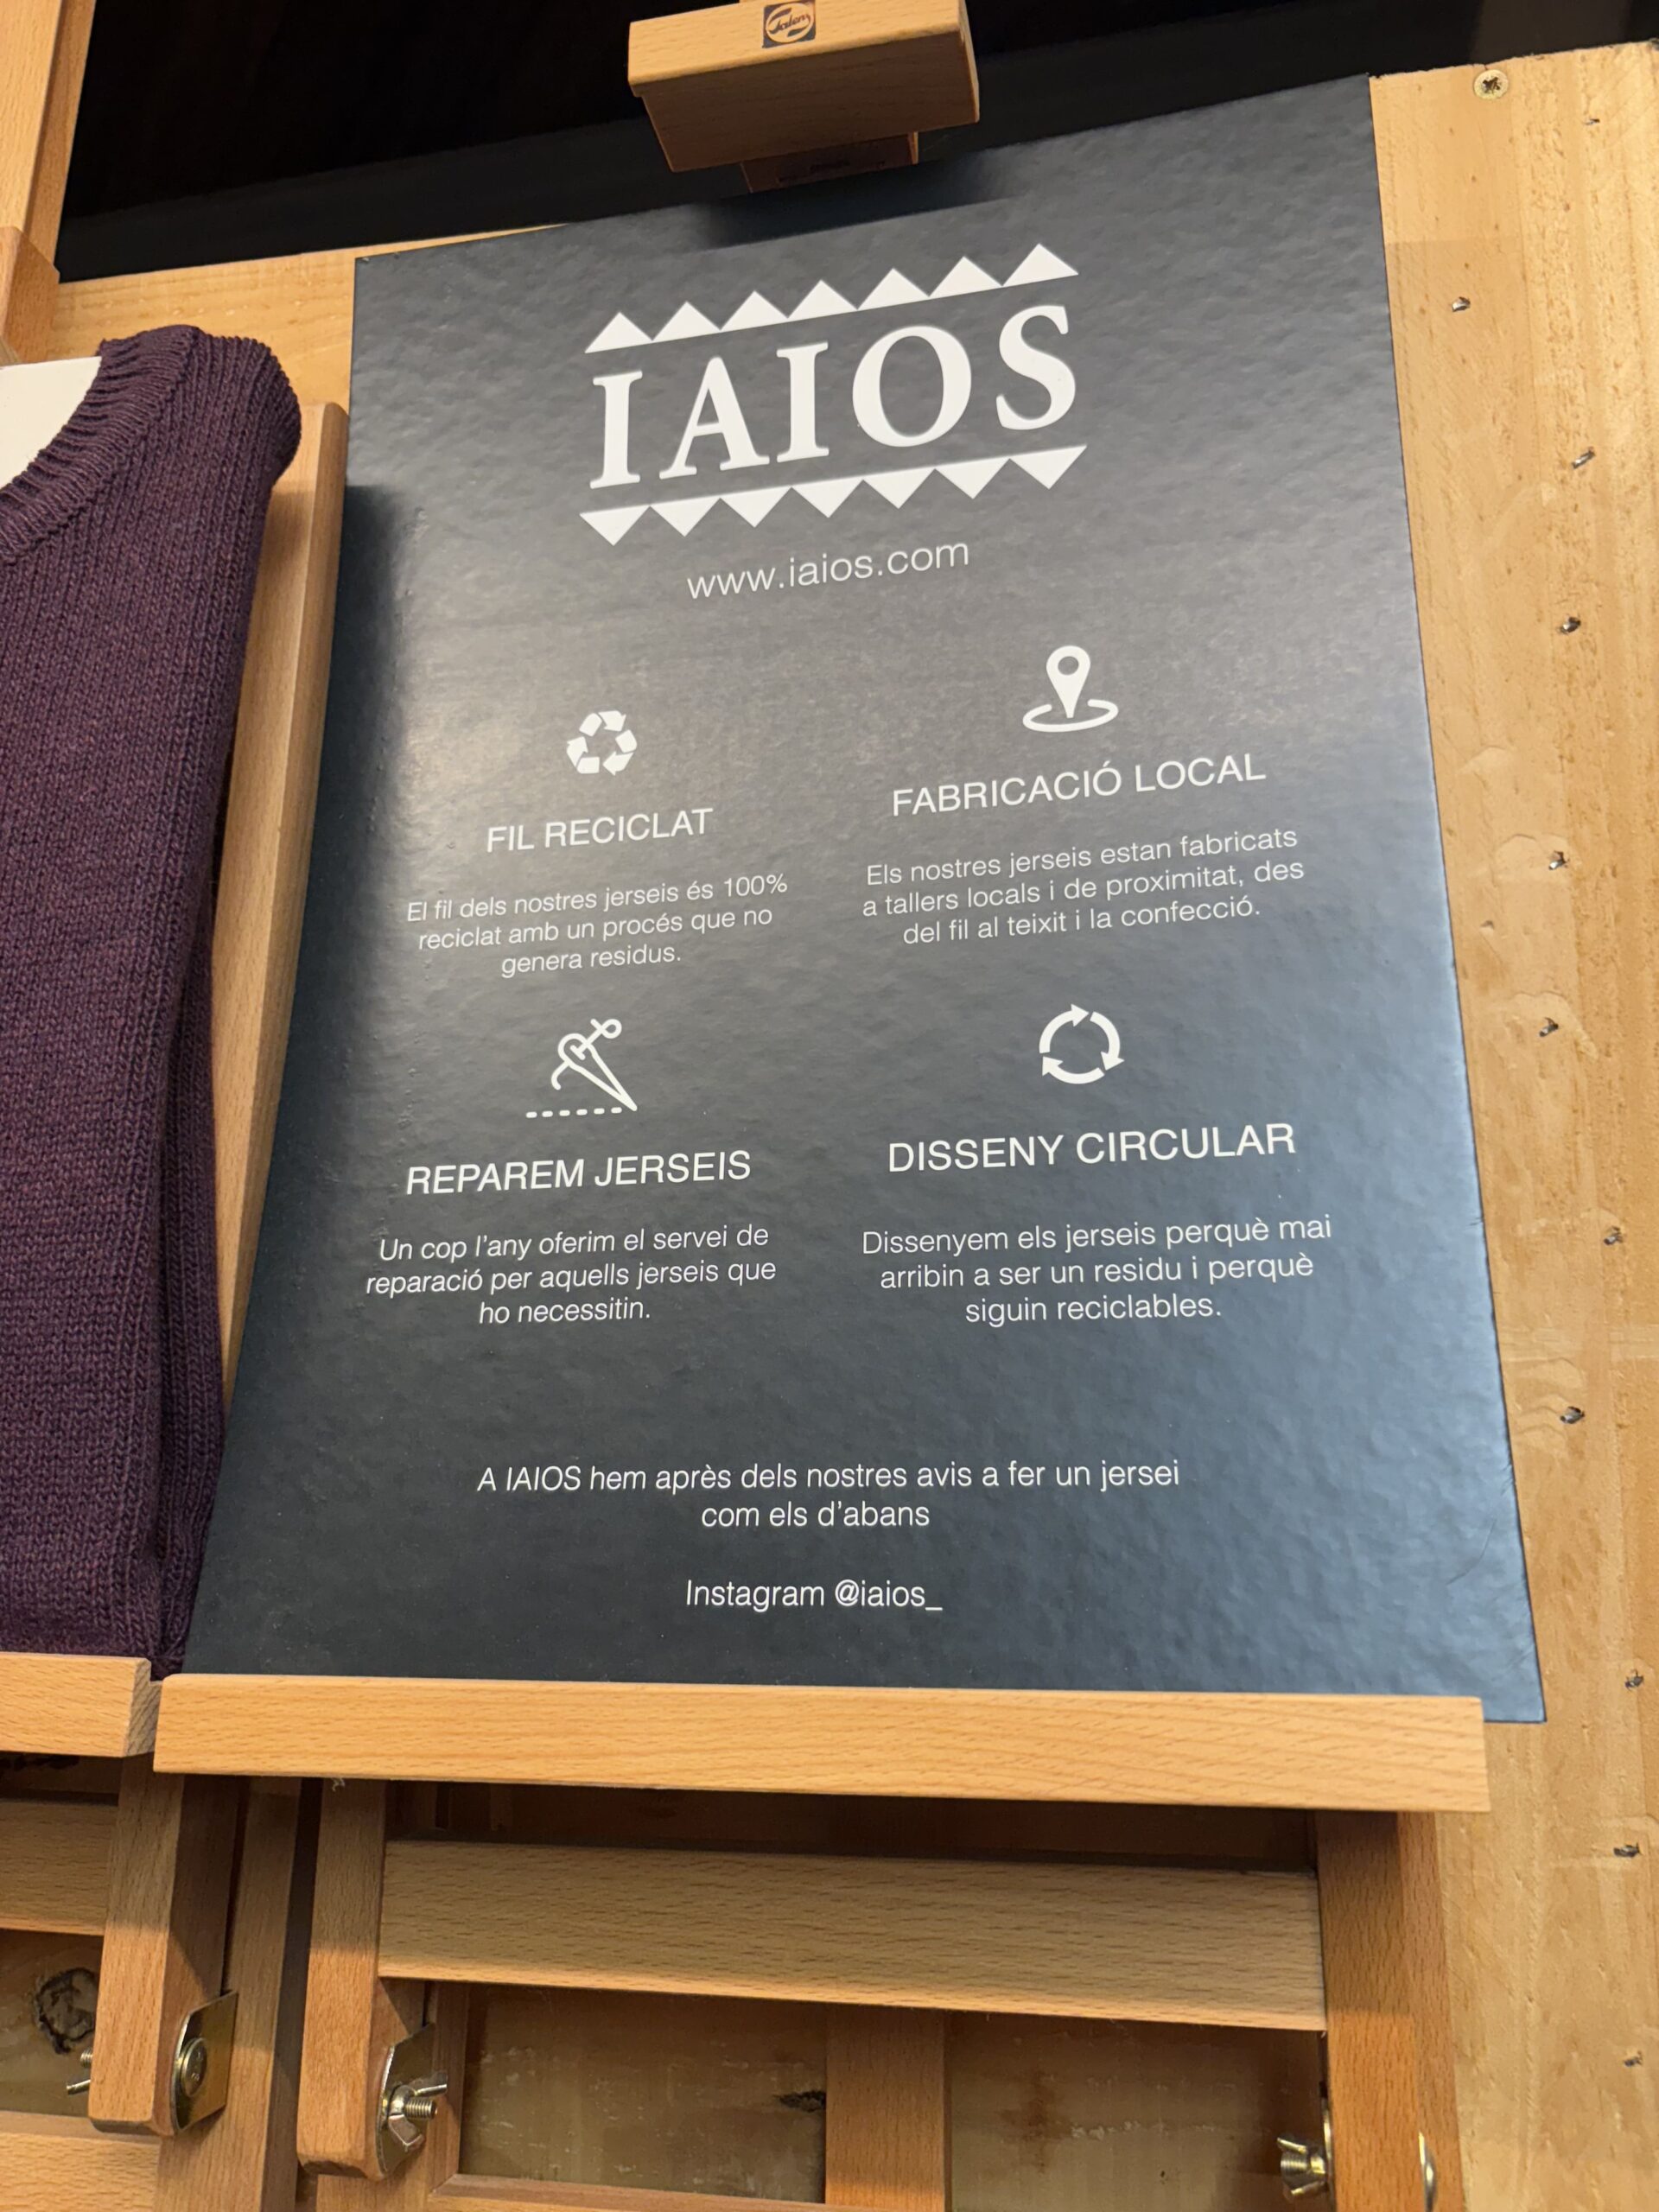 Talens
IAIOS
www.iaios.com
FIL RECICLAT
El fil dels nostres jerseis és 100%
reciclat amb un procés que no
genera residus.
FABRICACIÓ LOCAL
Els nostres jerseis estan fabricats
a tallers locals i de proximitat, des
del fil al teixit i la confecció.
REPAREM JERSEIS
Un cop l'any oferim el servei de
reparació per aquells jerseis que
ho necessitin.
DISSENY CIRCULAR
Dissenyem els jerseis perquè mai
arribin a ser un residu i perquè
siguin reciclables.
A IAIOS hem après dels nostres avis a fer un jersei
com els d'abans
Instagram @iaios_